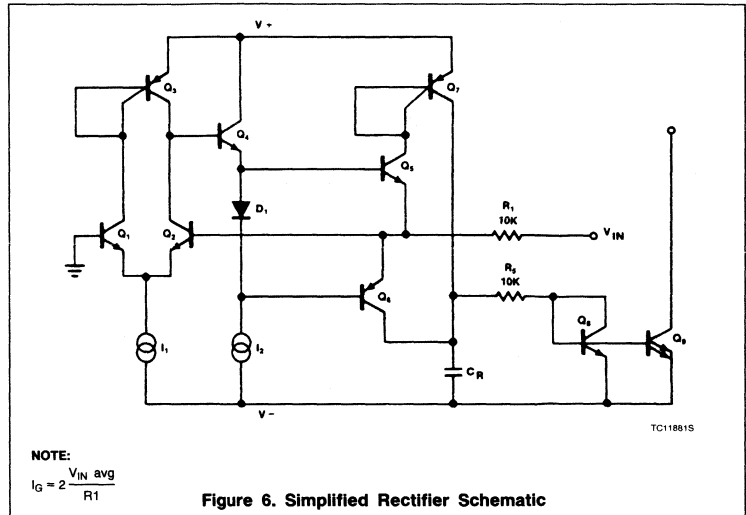 V +
Q3
Q7
Q4
Q5
D1
R1
10K
VIN
Q1
Q2
R5
10K
Q6
Q8
Q9
I1
I2
CR
V −
TC11881S
NOTE:
IG = 2 VIN avg
R1
Figure 6. Simplified Rectifier Schematic